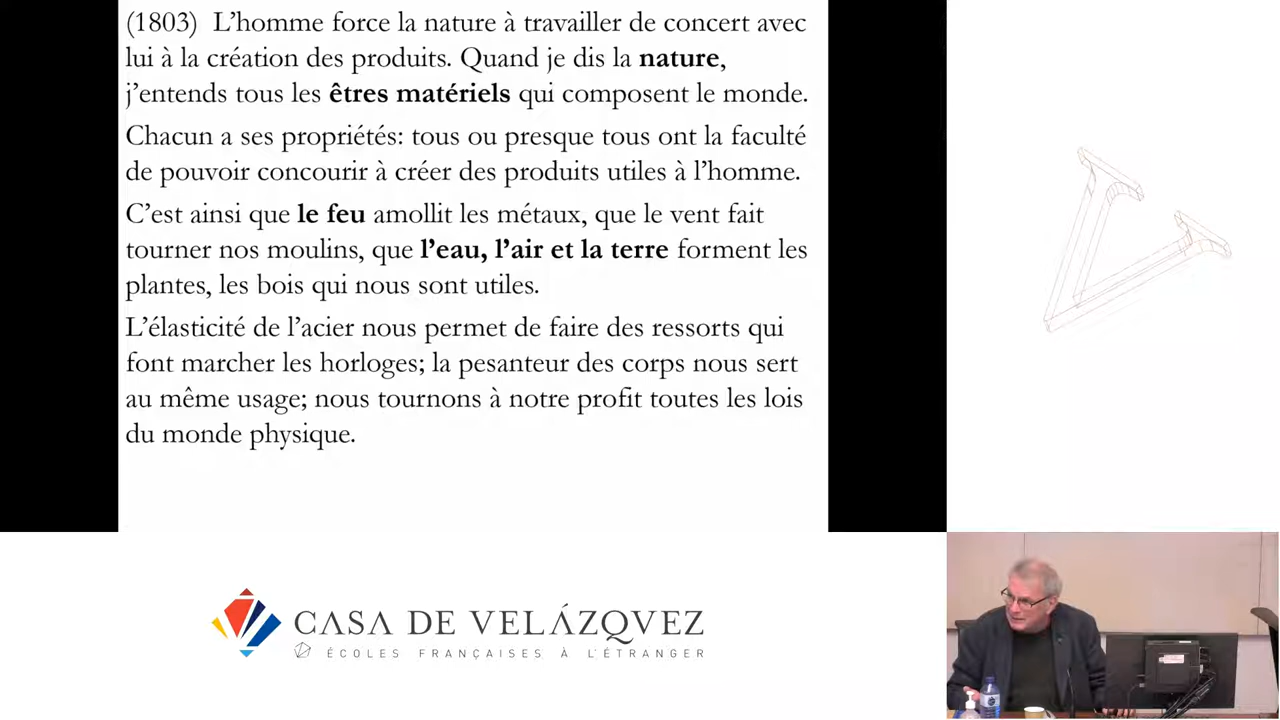 (1803) L’homme force la nature à travailler de concert avec
lui à la création des produits. Quand je dis la nature,
j’entends tous les êtres matériels qui composent le monde.
Chacun a ses propriétés: tous ou presque tous ont la faculté
de pouvoir concourir à créer des produits utiles à l’homme.
C’est ainsi que le feu amollit les métaux, que le vent fait
tourner nos moulins, que l’eau, l’air et la terre forment les
plantes, les bois qui nous sont utiles.
L’élasticité de l’acier nous permet de faire des ressorts qui
font marcher les horloges; la pesanteur des corps nous sert
au même usage; nous tournons à notre profit toutes les lois
du monde physique.
CASA DE VELÁZQVEZ
ÉCOLES FRANÇAISES À L'ÉTRANGER